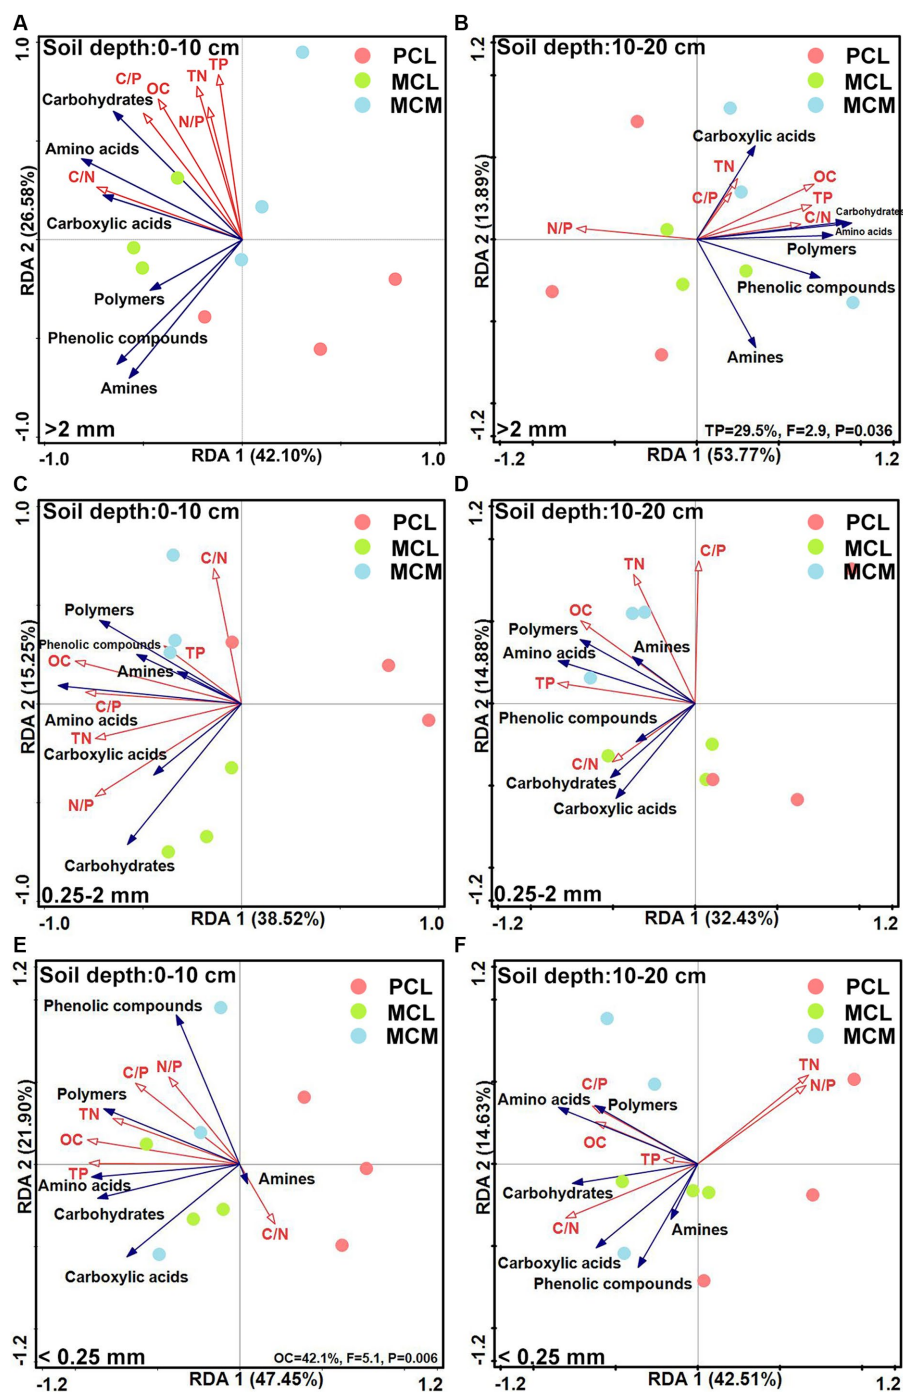 A
Soil depth:0-10 cm
PCL
MCL
MCM
TP
TN
C/P
OC
Carbohydrates
N/P
Amino acids
C/N
Carboxylic acids
Polymers
Phenolic compounds
Amines
>2 mm
1.0
RDA 2 (26.58%)
-1.0
-1.0
RDA 1 (42.10%)
1.0
B
Soil depth:10-20 cm
PCL
MCL
MCM
Carboxylic acids
TN
OC
C/P
TP
Carbohydrates
C/N
N/P
Amino acids
Polymers
Phenolic compounds
Amines
>2 mm
TP=29.5%, F=2.9, P=0.036
1.2
RDA 2 (13.89%)
-1.2
-1.2
RDA 1 (53.77%)
1.2
C
Soil depth:0-10 cm
PCL
MCL
MCM
C/N
Polymers
Phenolic compounds
TP
OC
Amines
C/P
Amino acids
TN
Carboxylic acids
N/P
Carbohydrates
0.25-2 mm
1.0
RDA 2 (15.25%)
-1.0
-1.0
RDA 1 (38.52%)
1.0
D
Soil depth:10-20 cm
PCL
MCL
MCM
C/P
TN
OC
Polymers
Amines
Amino acids
TP
Phenolic compounds
C/N
Carbohydrates
Carboxylic acids
0.25-2 mm
1.2
RDA 2 (14.88%)
-1.2
-1.2
RDA 1 (32.43%)
1.2
E
Soil depth:0-10 cm
PCL
MCL
MCM
Phenolic compounds
N/P
C/P
Polymers
TN
OC
TP
Amino acids
Amines
Carbohydrates
C/N
Carboxylic acids
< 0.25 mm
OC=42.1%, F=5.1, P=0.006
1.2
RDA 2 (21.90%)
-1.2
-1.2
RDA 1 (47.45%)
1.2
F
Soil depth:10-20 cm
PCL
MCL
MCM
TN
N/P
C/P
Amino acids
Polymers
OC
TP
Carbohydrates
C/N
Amines
Carboxylic acids
Phenolic compounds
< 0.25 mm
1.2
RDA 2 (14.63%)
-1.2
-1.2
RDA 1 (42.51%)
1.2